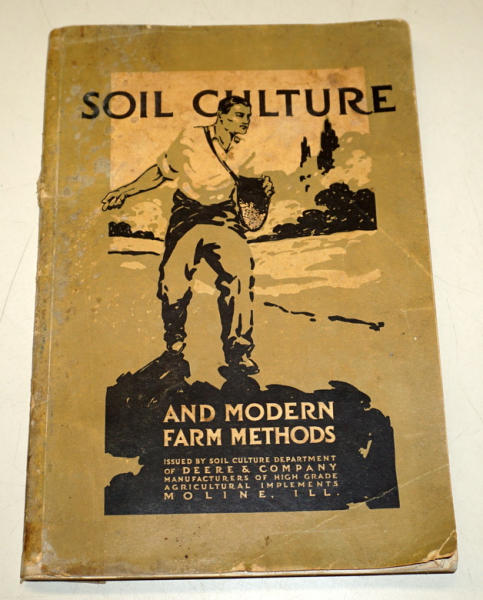 SOIL CULTURE
AND MODERN
FARM METHODS
ISSUED BY SOIL CULTURE DEPARTMENT
OF DEERE & COMPANY
MANUFACTURERS OF HIGH GRADE
AGRICULTURAL IMPLEMENTS
MOLINE, ILL.